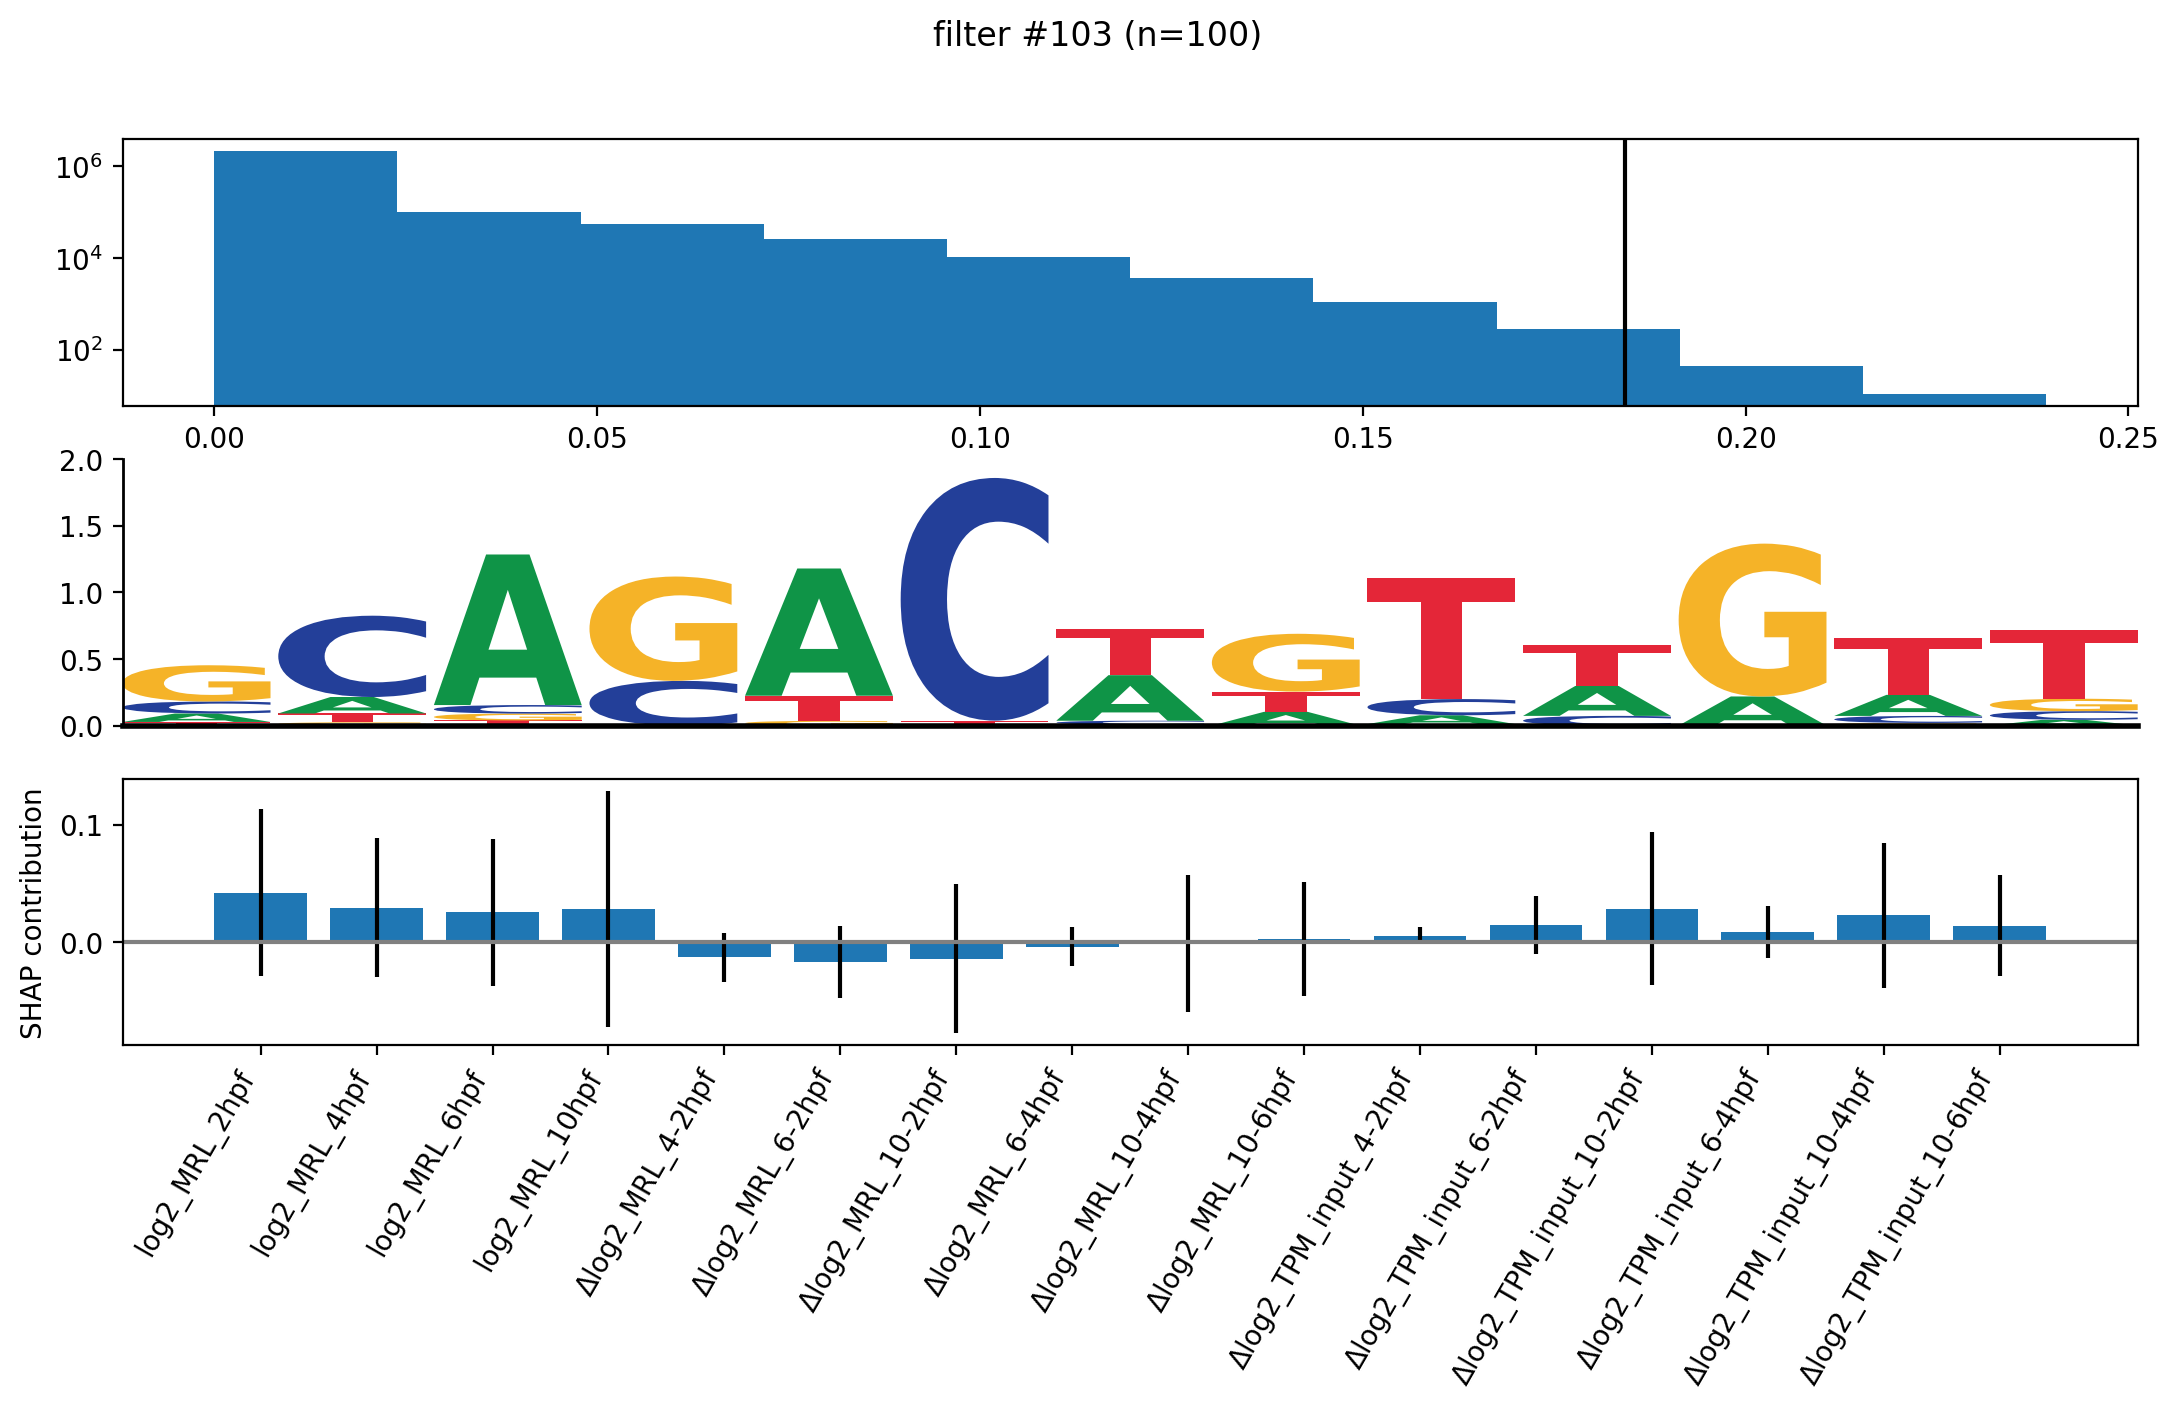 filter #103 (n=100)
10⁶
10⁴
10²
0.00 0.05 0.10 0.15 0.20 0.25
2.0
1.5
1.0
0.5
0.0
G C A G A C T G T T G T T
SHAP contribution
0.1
0.0
log2_MRL_2hpf
log2_MRL_4hpf
log2_MRL_6hpf
log2_MRL_10hpf
Δlog2_MRL_4-2hpf
Δlog2_MRL_6-2hpf
Δlog2_MRL_10-2hpf
Δlog2_MRL_6-4hpf
Δlog2_MRL_10-4hpf
Δlog2_MRL_10-6hpf
Δlog2_TPM_input_4-2hpf
Δlog2_TPM_input_6-2hpf
Δlog2_TPM_input_10-2hpf
Δlog2_TPM_input_6-4hpf
Δlog2_TPM_input_10-4hpf
Δlog2_TPM_input_10-6hpf